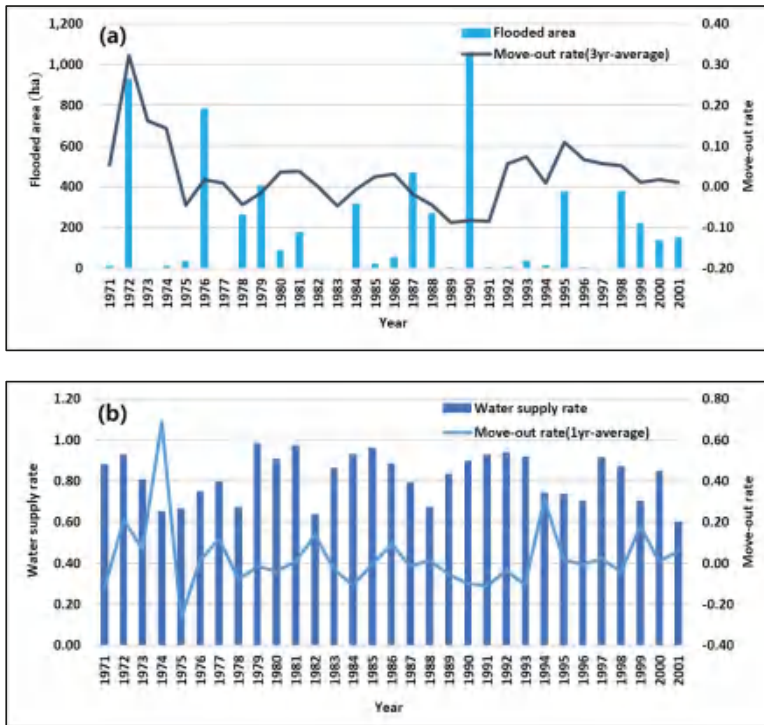 (a)
Flooded area
Move-out rate(3yr-average)
1,200
1,000
800
600
400
200
0
Flooded area (ha)
0.40
0.30
0.20
0.10
0.00
-0.10
-0.20
Move-out rate
1971 1972 1973 1974 1975 1976 1977 1978 1979 1980 1981 1982 1983 1984 1985 1986 1987 1988 1989 1990 1991 1992 1993 1994 1995 1996 1997 1998 1999 2000 2001
Year
(b)
Water supply rate
Move-out rate(1yr-average)
1.20
1.00
0.80
0.60
0.40
0.20
0.00
Water supply rate
0.80
0.60
0.40
0.20
0.00
-0.20
-0.40
Move-out rate
1971 1972 1973 1974 1975 1976 1977 1978 1979 1980 1981 1982 1983 1984 1985 1986 1987 1988 1989 1990 1991 1992 1993 1994 1995 1996 1997 1998 1999 2000 2001
Year